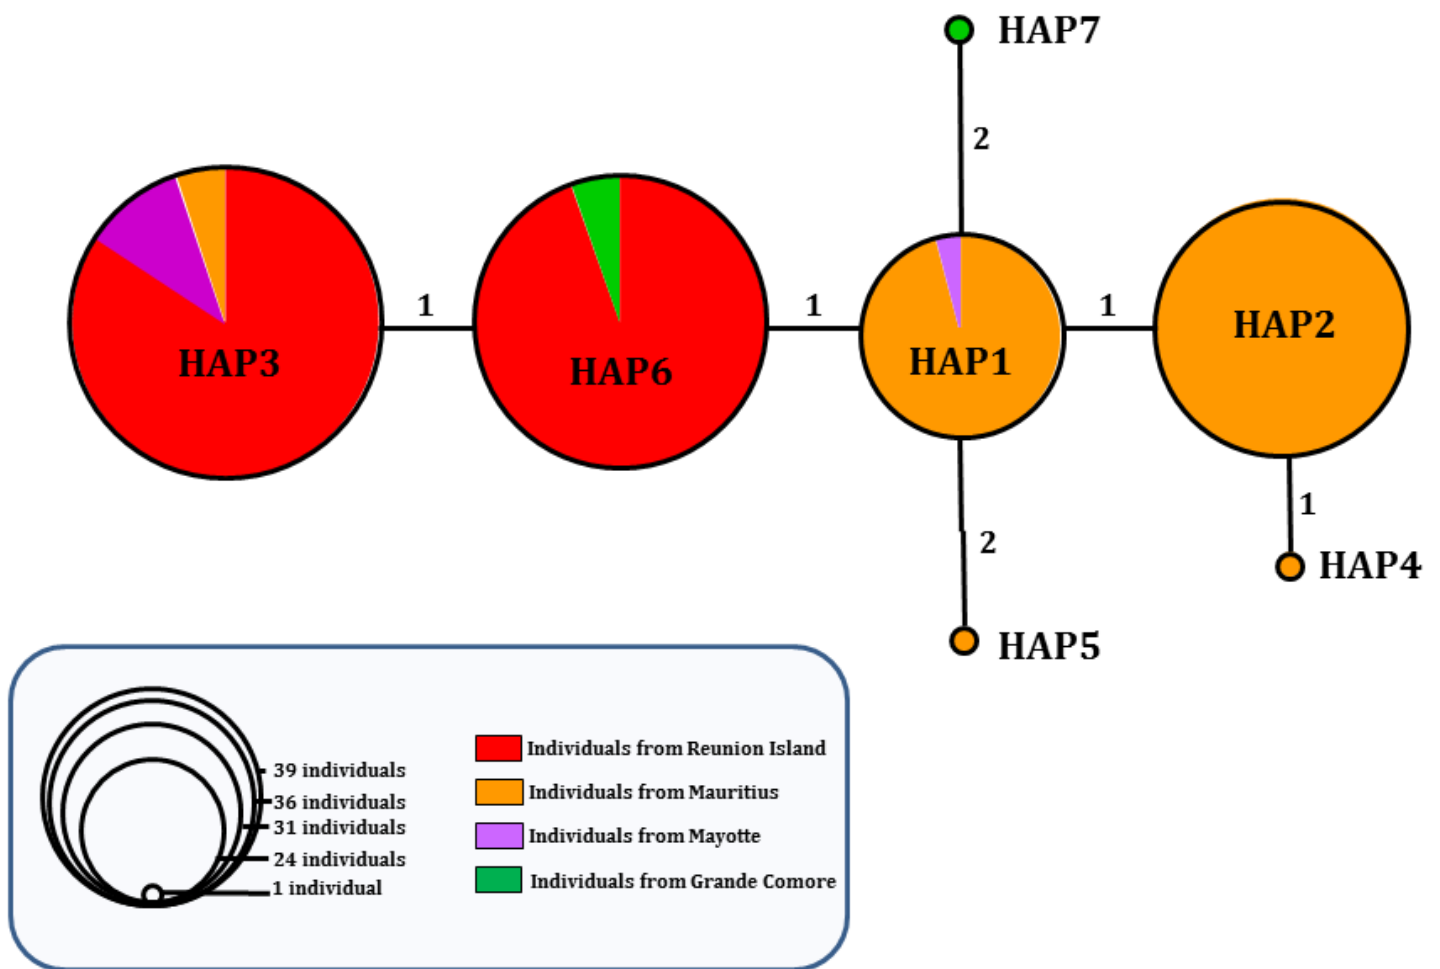 HAP7
2
1
1
1
HAP3
HAP6
HAP1
HAP2
1
HAP4
2
HAP5
39 individuals
36 individuals
31 individuals
24 individuals
1 individual
Individuals from Reunion Island
Individuals from Mauritius
Individuals from Mayotte
Individuals from Grande Comore